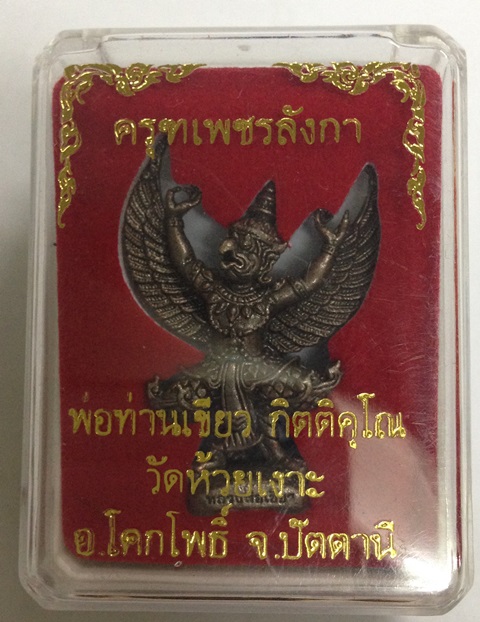 ครุฑเพชรลังกา
พ่อท่านเขียว กิตติคุโณ
วัดห้วยเงาะ
อ.โคกโพธิ์ จ.ปัตตานี